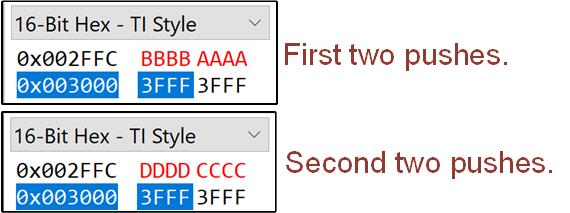 16-Bit Hex - TI Style
0x002FFC BBBB AAAA
0x003000 3FFF 3FFF
First two pushes.
16-Bit Hex - TI Style
0x002FFC DDDD CCCC
0x003000 3FFF 3FFF
Second two pushes.